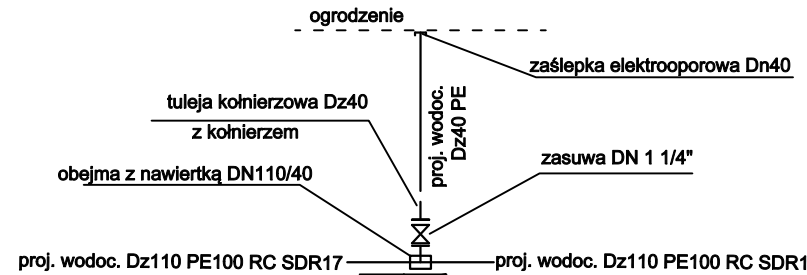 ogrodzenie
zaślepka elektrooporowa Dn40
tuleja kołnierzowa Dz40
z kołnierzem
proj. wodoc.
Dz40 PE
zasuwa DN 1 1/4"
obejma z nawiertką DN110/40
proj. wodoc. Dz110 PE100 RC SDR17
proj. wodoc. Dz110 PE100 RC SDR1